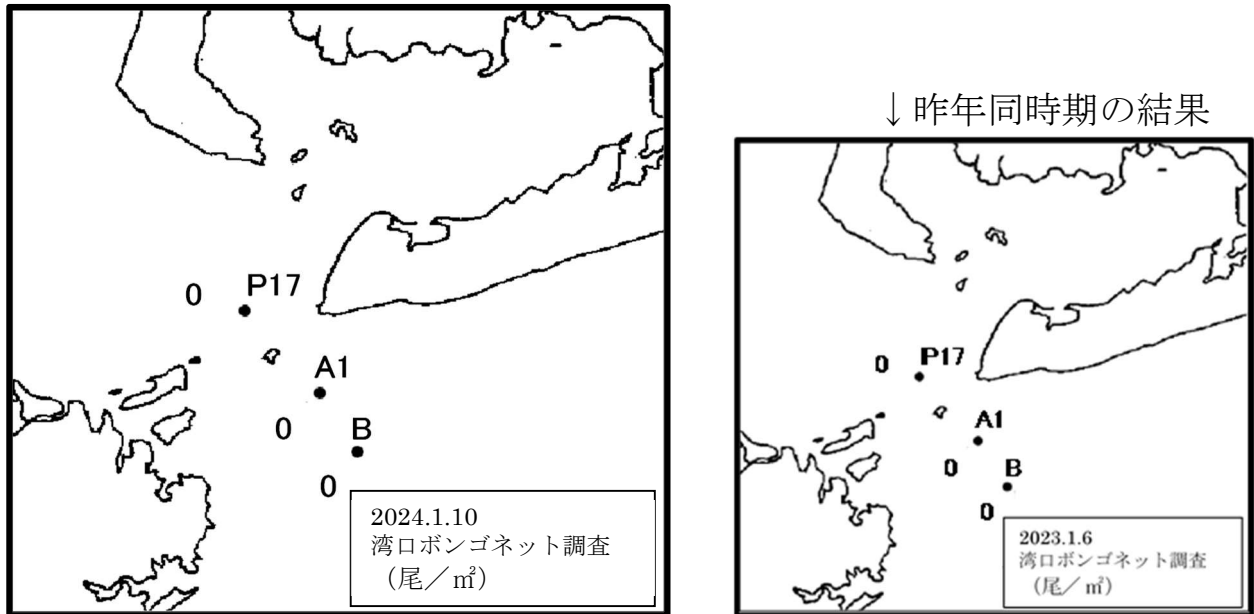 P17
0
A1
0
B
0
2024.1.10
湾口ボンゴネット調査
（尾／㎡）
↓昨年同時期の結果
P17
0
A1
0
B
0
2023.1.6
湾口ボンゴネット調査
（尾／㎡）